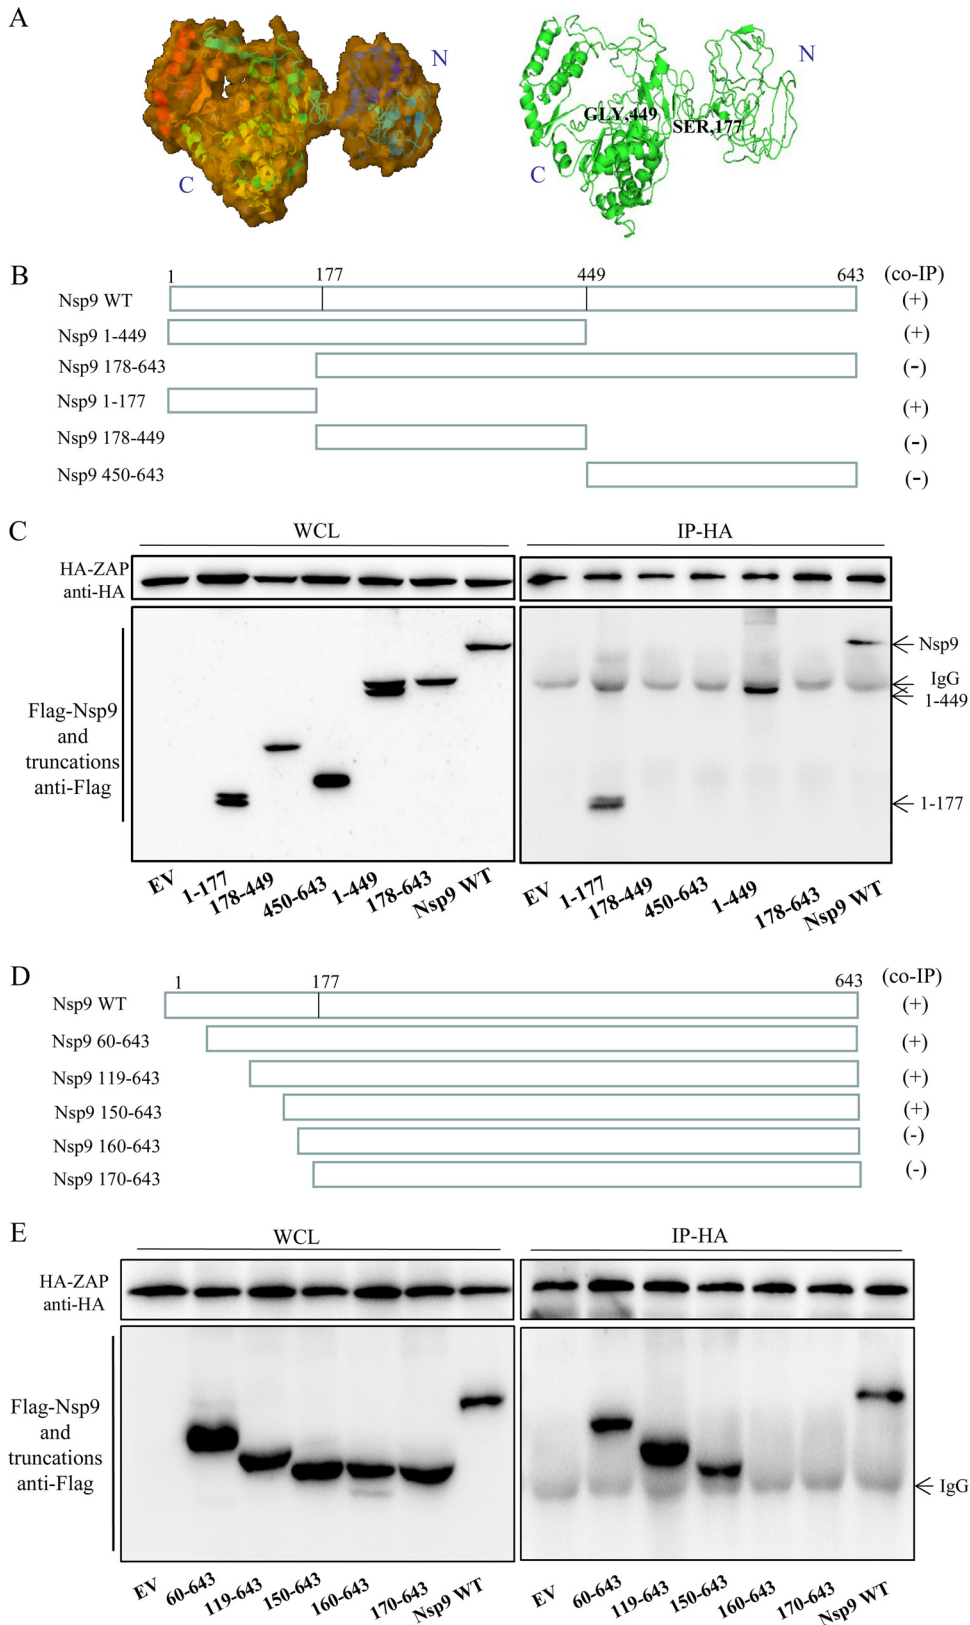 A
N
C
GLY,449
SER,177
N
C
B
1 177 449 643 (co-IP)
Nsp9 WT (+)
Nsp9 1-449 (+)
Nsp9 178-643 (-)
Nsp9 1-177 (+)
Nsp9 178-449 (-)
Nsp9 450-643 (-)
C
WCL IP-HA
HA-ZAP
anti-HA
Flag-Nsp9
and
truncations
anti-Flag
Nsp9
IgG
1-449
1-177
EV 1-177 178-449 450-643 1-449 178-643 Nsp9 WT
EV 1-177 178-449 450-643 1-449 178-643 Nsp9 WT
D
1 177 643 (co-IP)
Nsp9 WT (+)
Nsp9 60-643 (+)
Nsp9 119-643 (+)
Nsp9 150-643 (+)
Nsp9 160-643 (-)
Nsp9 170-643 (-)
E
WCL IP-HA
HA-ZAP
anti-HA
Flag-Nsp9
and
truncations
anti-Flag
IgG
EV 60-643 119-643 150-643 160-643 170-643 Nsp9 WT
EV 60-643 119-643 150-643 160-643 170-643 Nsp9 WT